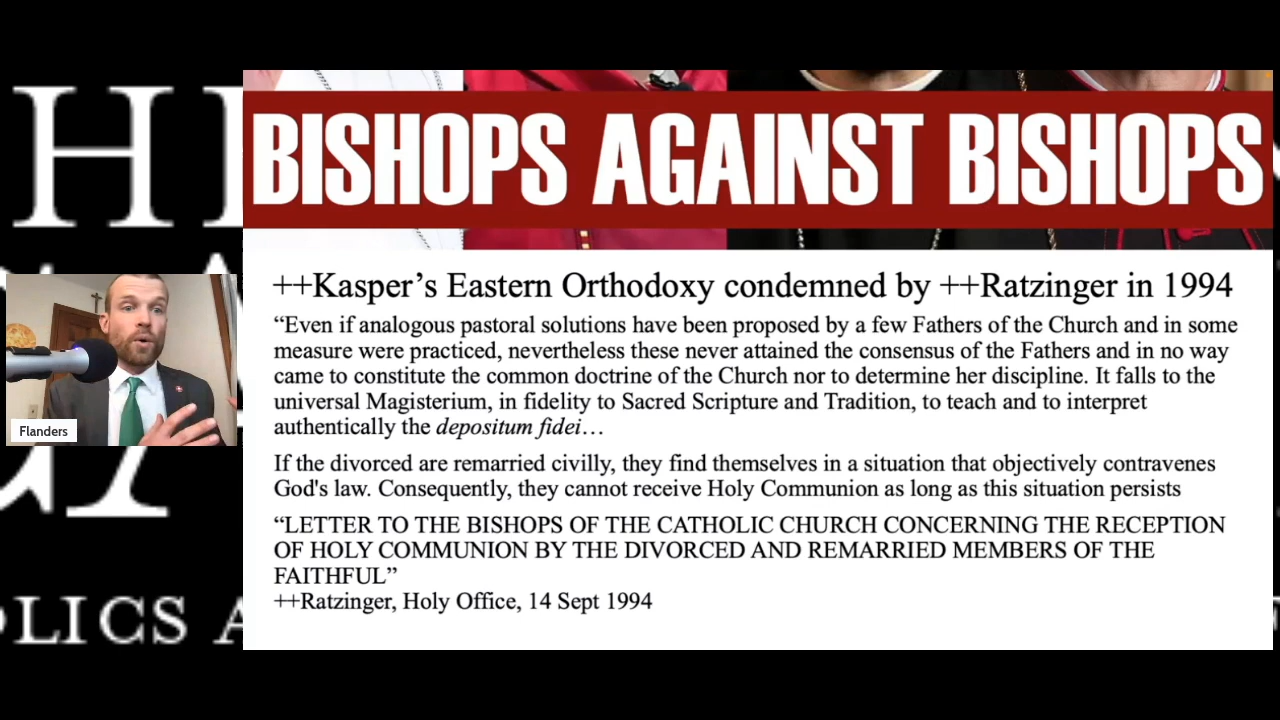 BISHOPS AGAINST BISHOPS
++Kasper’s Eastern Orthodoxy condemned by ++Ratzinger in 1994
“Even if analogous pastoral solutions have been proposed by a few Fathers of the Church and in some
measure were practiced, nevertheless these never attained the consensus of the Fathers and in no way
came to constitute the common doctrine of the Church nor to determine her discipline. It falls to the
universal Magisterium, in fidelity to Sacred Scripture and Tradition, to teach and to interpret
authentically the depositum fidei…
If the divorced are remarried civilly, they find themselves in a situation that objectively contravenes
God's law. Consequently, they cannot receive Holy Communion as long as this situation persists
“LETTER TO THE BISHOPS OF THE CATHOLIC CHURCH CONCERNING THE RECEPTION
OF HOLY COMMUNION BY THE DIVORCED AND REMARRIED MEMBERS OF THE
FAITHFUL”
++Ratzinger, Holy Office, 14 Sept 1994
Flanders